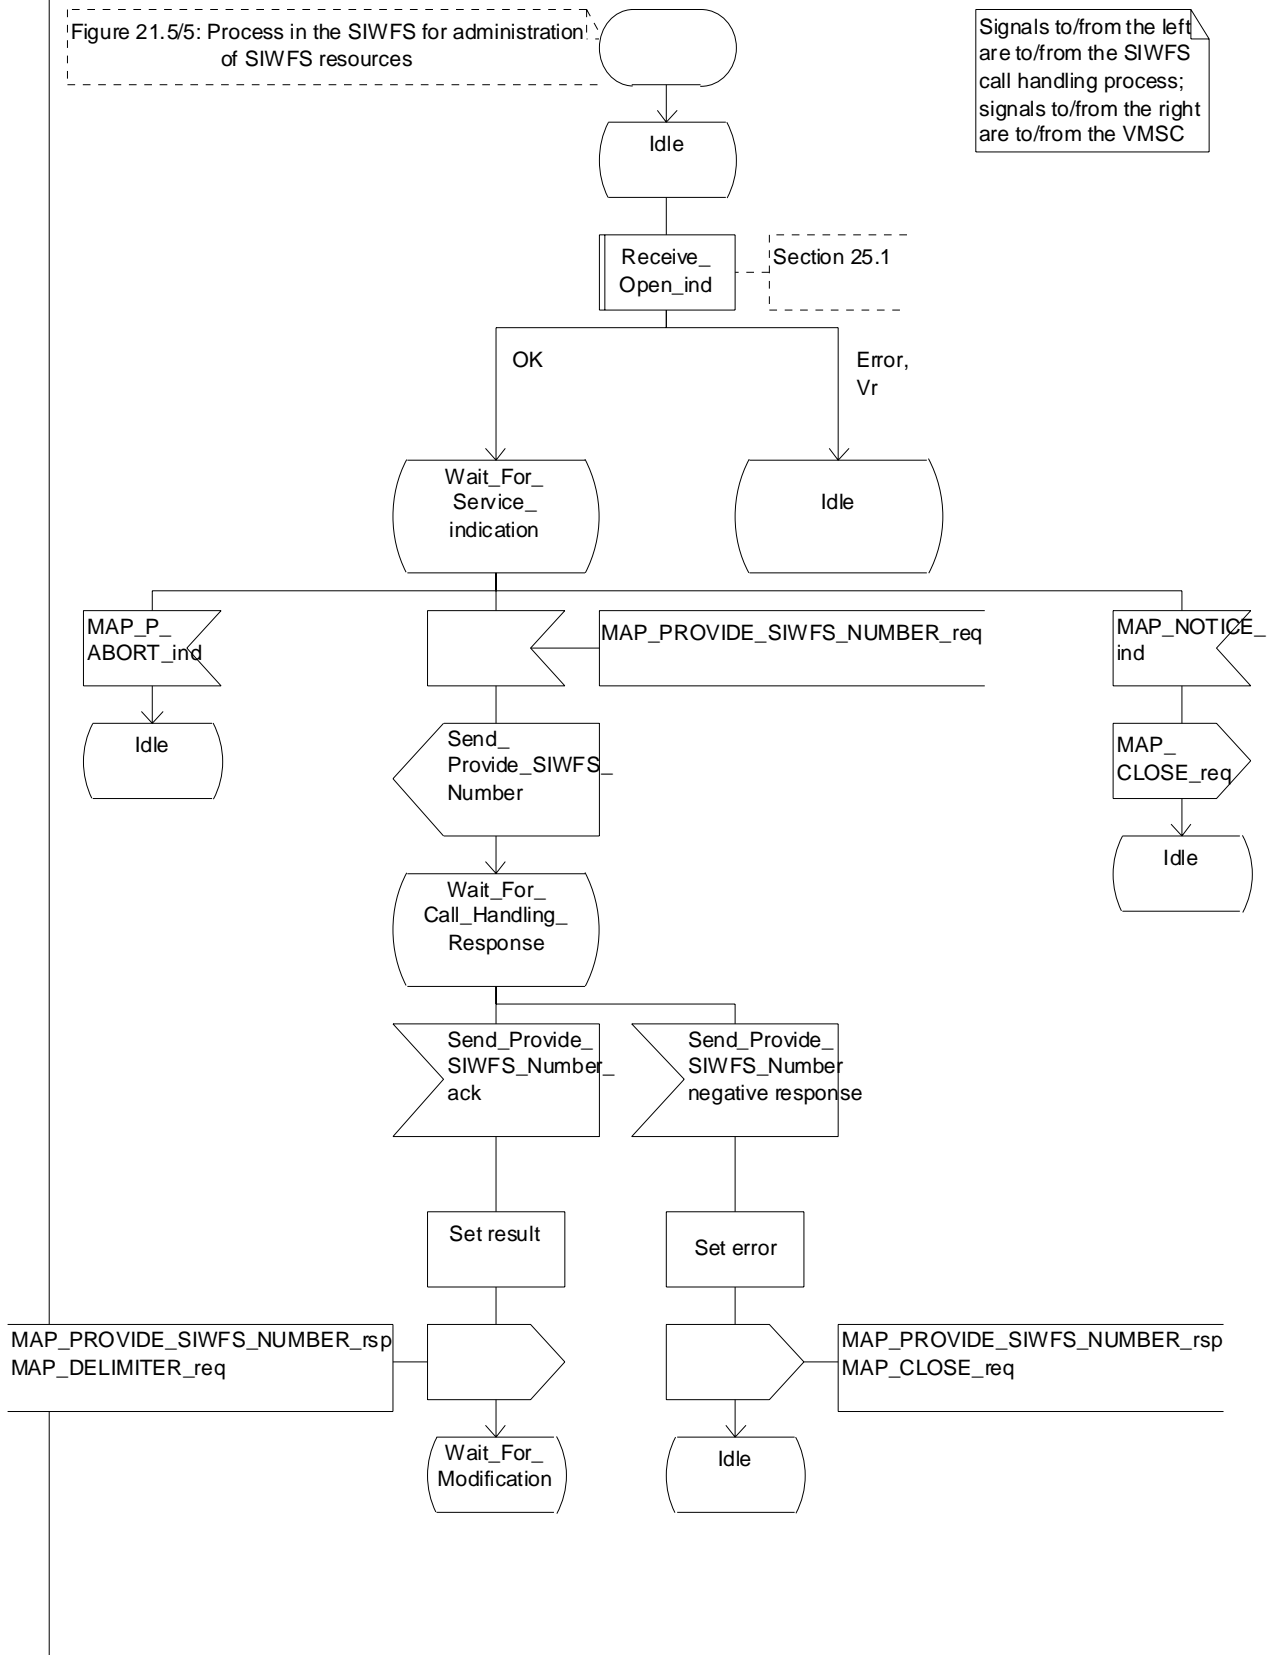 Figure 21.5/5: Process in the SIWFS for administration
of SIWFS resources
Signals to/from the left
are to/from the SIWFS
call handling process;
signals to/from the right
are to/from the VMSC
Idle
Receive_
Open_ind
Section 25.1
OK
Error,
Vr
Wait_For_
Service_
indication
Idle
MAP_P_
ABORT_ind
MAP_PROVIDE_SIWFS_NUMBER_req
MAP_NOTICE_
ind
Idle
Send_
Provide_SIWFS_
Number
MAP_
CLOSE_req
Idle
Wait_For_
Call_Handling_
Response
Send_Provide_
SIWFS_Number_
ack
Send_Provide_
SIWFS_Number
negative response
Set result
Set error
MAP_PROVIDE_SIWFS_NUMBER_rsp
MAP_DELIMITER_req
MAP_PROVIDE_SIWFS_NUMBER_rsp
MAP_CLOSE_req
Wait_For_
Modification
Idle